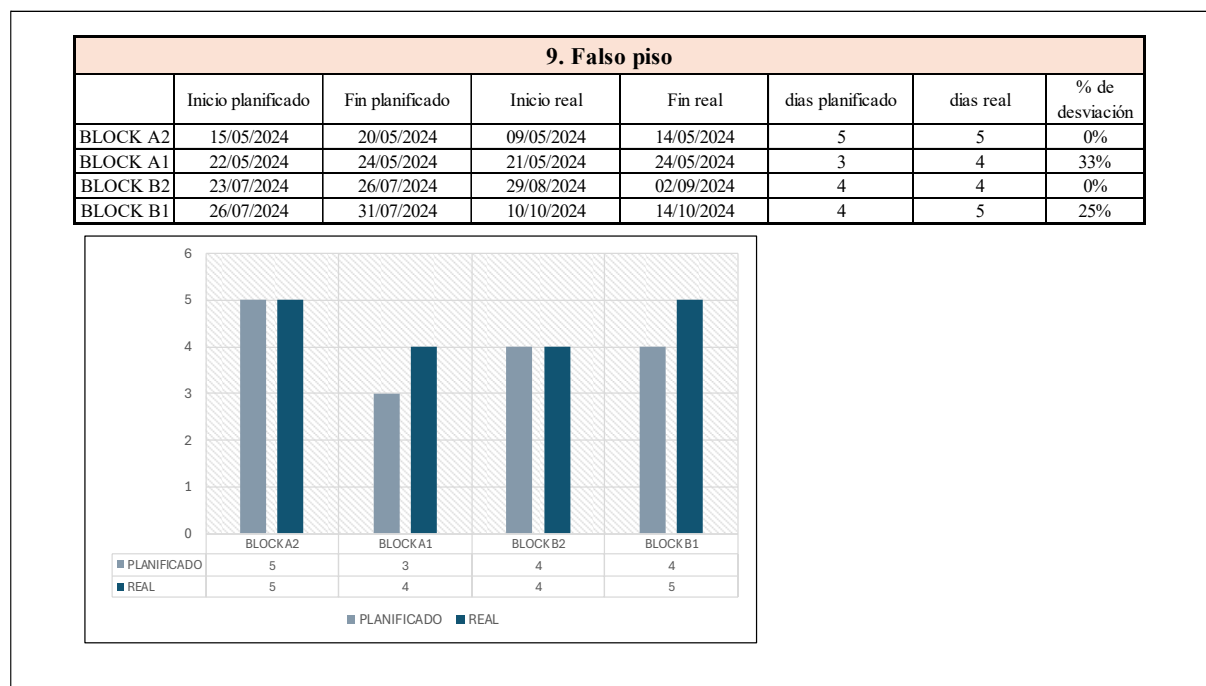 9. Falso piso
Inicio planificado Fin planificado Inicio real Fin real dias planificado dias real % de desviación
BLOCK A2 15/05/2024 20/05/2024 09/05/2024 14/05/2024 5 5 0%
BLOCK A1 22/05/2024 24/05/2024 21/05/2024 24/05/2024 3 4 33%
BLOCK B2 23/07/2024 26/07/2024 29/08/2024 02/09/2024 4 4 0%
BLOCK B1 26/07/2024 31/07/2024 10/10/2024 14/10/2024 4 5 25%
6
5
4
3
2
1
0
BLOCK A2 BLOCK A1 BLOCK B2 BLOCK B1
PLANIFICADO 5 3 4 4
REAL 5 4 4 5
PLANIFICADO REAL